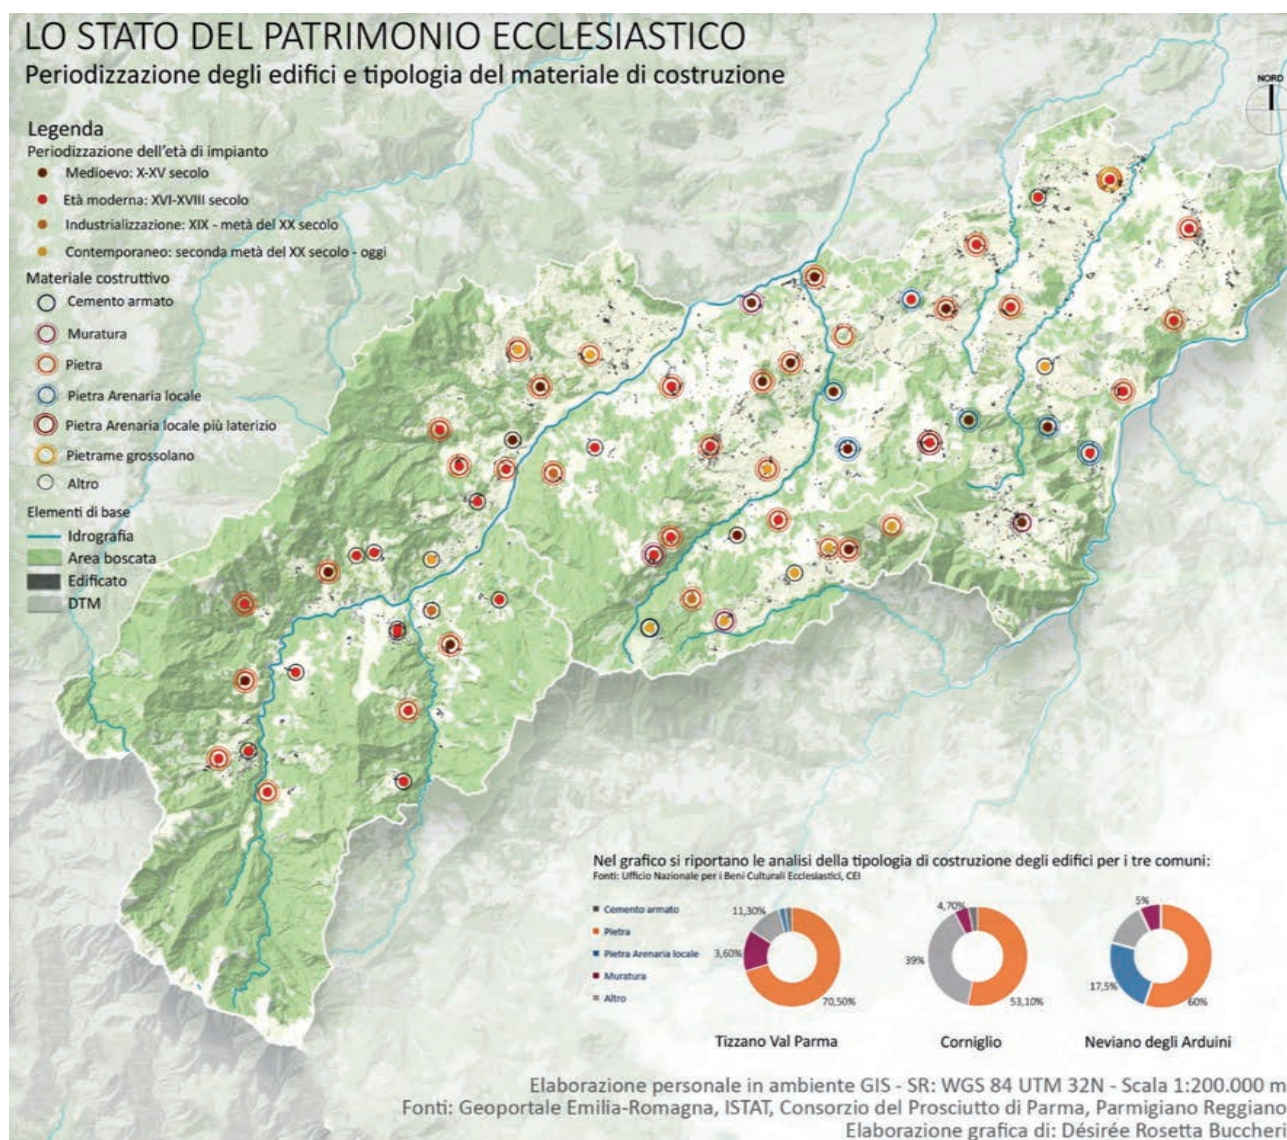 LO STATO DEL PATRIMONIO ECCLESIASTICO
Periodizzazione degli edifici e tipologia del materiale di costruzione
NORD
Legenda
Periodizzazione dell'età di impianto
Medioevo: X-XV secolo
Età moderna: XVI-XVIII secolo
Industrializzazione: XIX - metà del XX secolo
Contemporaneo: seconda metà del XX secolo - oggi
Materiale costruttivo
Cemento armato
Muratura
Pietra
Pietra Arenaria locale
Pietra Arenaria locale più laterizio
Pietrame grossolano
Altro
Elementi di base
Idrografia
Area boscata
Edificato
DTM
Nel grafico si riportano le analisi della tipologia di costruzione degli edifici per i tre comuni:
Fonti: Ufficio Nazionale per i Beni Culturali Ecclesiastici, CEI
Cemento armato
Pietra
Pietra Arenaria locale
Muratura
Altro
11,30%
3,60%
70,50%
Tizzano Val Parma
4,70%
39%
53,10%
Corniglio
5%
17,5%
60%
Neviano degli Arduini
Elaborazione personale in ambiente GIS - SR: WGS 84 UTM 32N - Scala 1:200.000 m
Fonti: Geoportale Emilia-Romagna, ISTAT, Consorzio del Prosciutto di Parma, Parmigiano Reggiano
Elaborazione grafica di: Désirée Rosetta Buccheri